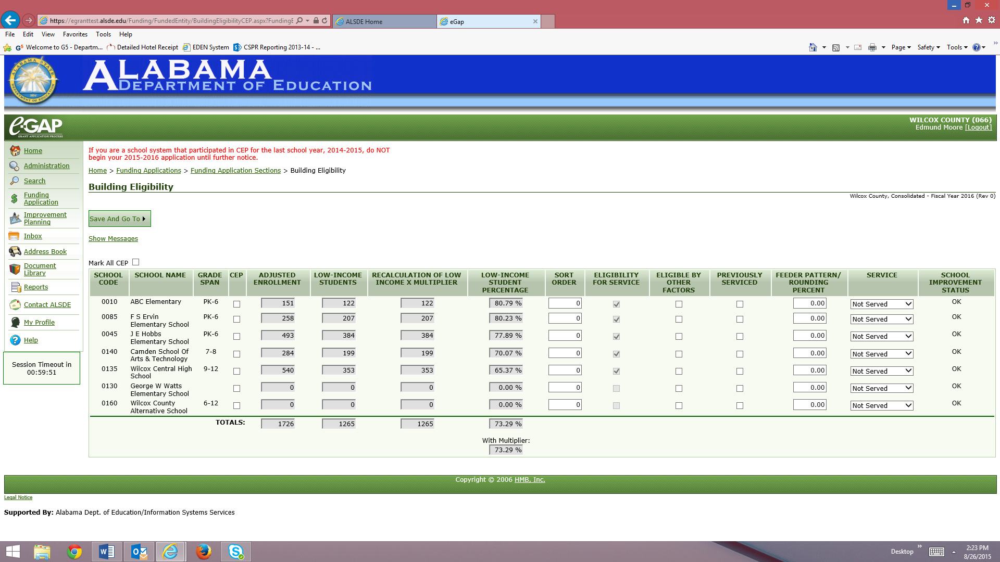 https://egranttest.alsde.edu/Funding/FundedEntity/BuildingEligibilityCEP.aspx?FundingE
ALSDE Home
eGap
File Edit View Favorites Tools Help
Welcome to G5 - Departm... Detailed Hotel Receipt EDEN System CSPR Reporting 2013-14 - ...
Page Safety Tools
ALABAMA
DEPARTMENT OF EDUCATION
e-GAP
GRANT APPLICATION PROCESS
WILCOX COUNTY (066)
Edmund Moore [Logout]
Home
Administration
Search
Funding
Application
Improvement
Planning
Inbox
Address Book
Document
Library
Reports
Contact ALSDE
My Profile
Help
Session Timeout in
00:59:51
If you are a school system that participated in CEP for the last school year, 2014-2015, do NOT
begin your 2015-2016 application until further notice.
Home > Funding Applications > Funding Application Sections > Building Eligibility
Building Eligibility
Wilcox County, Consolidated - Fiscal Year 2016 (Rev 0)
Save And Go To
Show Messages
Mark All CEP
SCHOOL CODE SCHOOL NAME GRADE SPAN CEP ADJUSTED ENROLLMENT LOW-INCOME STUDENTS RECALCULATION OF LOW INCOME X MULTIPLIER LOW-INCOME STUDENT PERCENTAGE SORT ORDER ELIGIBILITY FOR SERVICE ELIGIBLE BY OTHER FACTORS PREVIOUSLY SERVICED FEEDER PATTERN/ ROUNDING PERCENT SERVICE SCHOOL IMPROVEMENT STATUS
0010 ABC Elementary PK-6 151 122 122 80.79 % 0 0.00 Not Served OK
0085 F S Ervin Elementary School PK-6 258 207 207 80.23 % 0 0.00 Not Served OK
0045 J E Hobbs Elementary School PK-6 493 384 384 77.89 % 0 0.00 Not Served OK
0140 Camden School Of Arts & Technology 7-8 284 199 199 70.07 % 0 0.00 Not Served OK
0135 Wilcox Central High School 9-12 540 353 353 65.37 % 0 0.00 Not Served OK
0130 George W Watts Elementary School 0 0 0 0.00 % 0 0.00 Not Served OK
0160 Wilcox County Alternative School 6-12 0 0 0 0.00 % 0 0.00 Not Served OK
TOTALS: 1726 1265 1265 73.29 %
With Multiplier:
73.29 %
Copyright © 2006 HMB, Inc.
Legal Notice
Supported By: Alabama Dept. of Education/Information Systems Services
Desktop
2:23 PM
8/26/2015